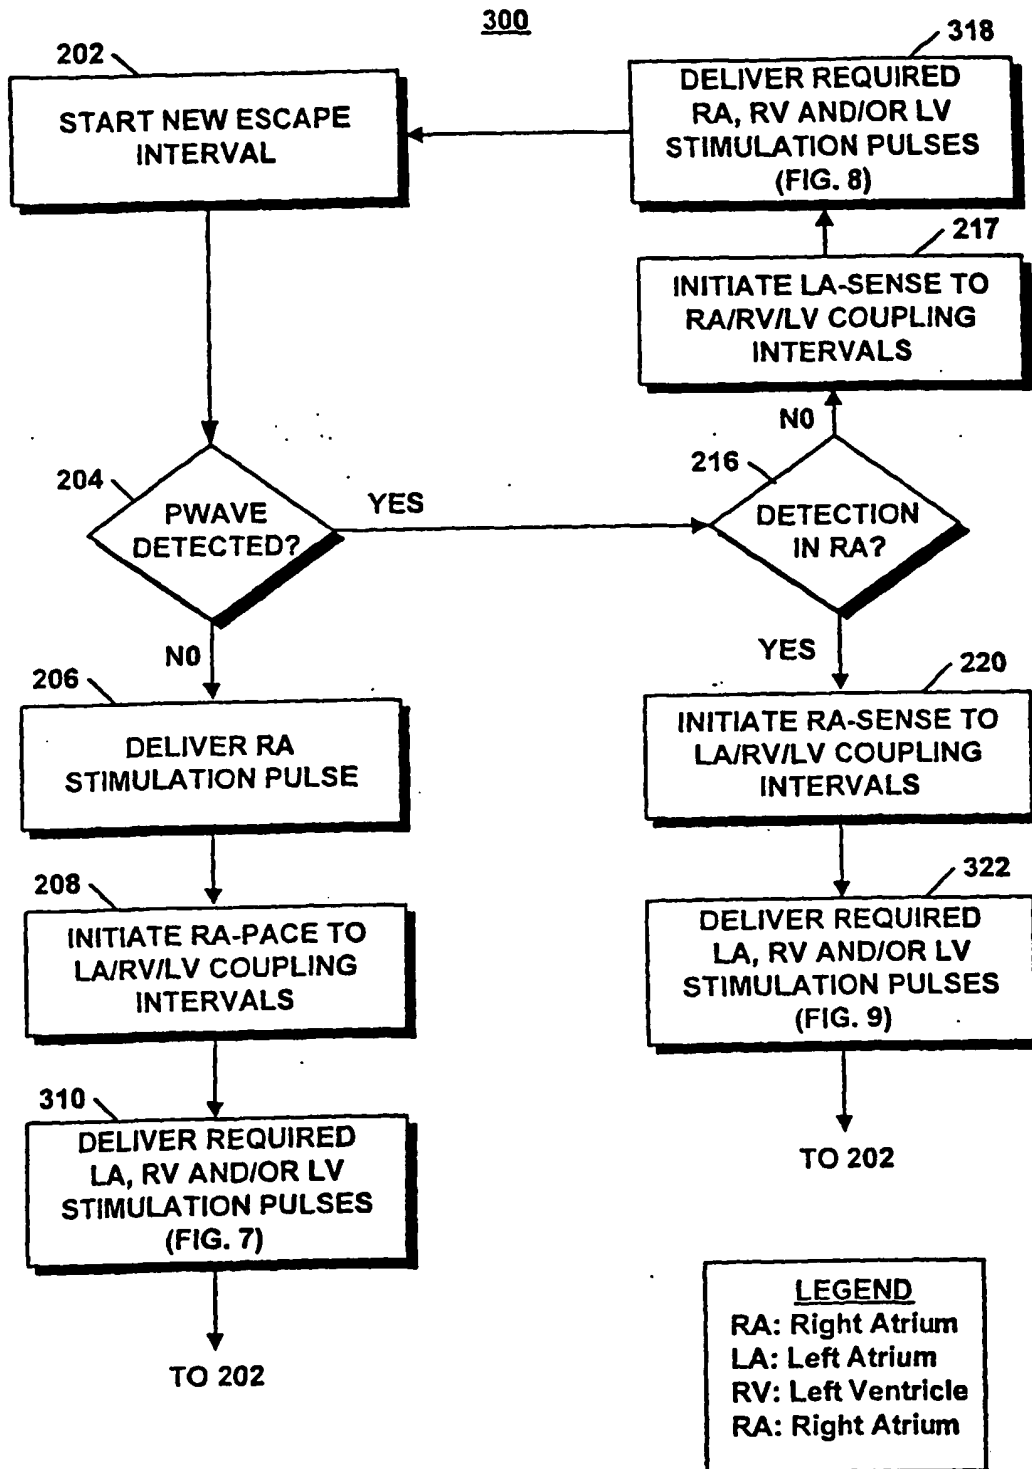 300
202
START NEW ESCAPE
INTERVAL
318
DELIVER REQUIRED
RA, RV AND/OR LV
STIMULATION PULSES
(FIG. 8)
217
INITIATE LA-SENSE TO
RA/RV/LV COUPLING
INTERVALS
NO
204
PWAVE
DETECTED?
YES
216
DETECTION
IN RA?
NO
206
DELIVER RA
STIMULATION PULSE
YES
220
INITIATE RA-SENSE TO
LA/RV/LV COUPLING
INTERVALS
208
INITIATE RA-PACE TO
LA/RV/LV COUPLING
INTERVALS
322
DELIVER REQUIRED
LA, RV AND/OR LV
STIMULATION PULSES
(FIG. 9)
TO 202
310
DELIVER REQUIRED
LA, RV AND/OR LV
STIMULATION PULSES
(FIG. 7)
TO 202
LEGEND
RA: Right Atrium
LA: Left Atrium
RV: Left Ventricle
RA: Right Atrium